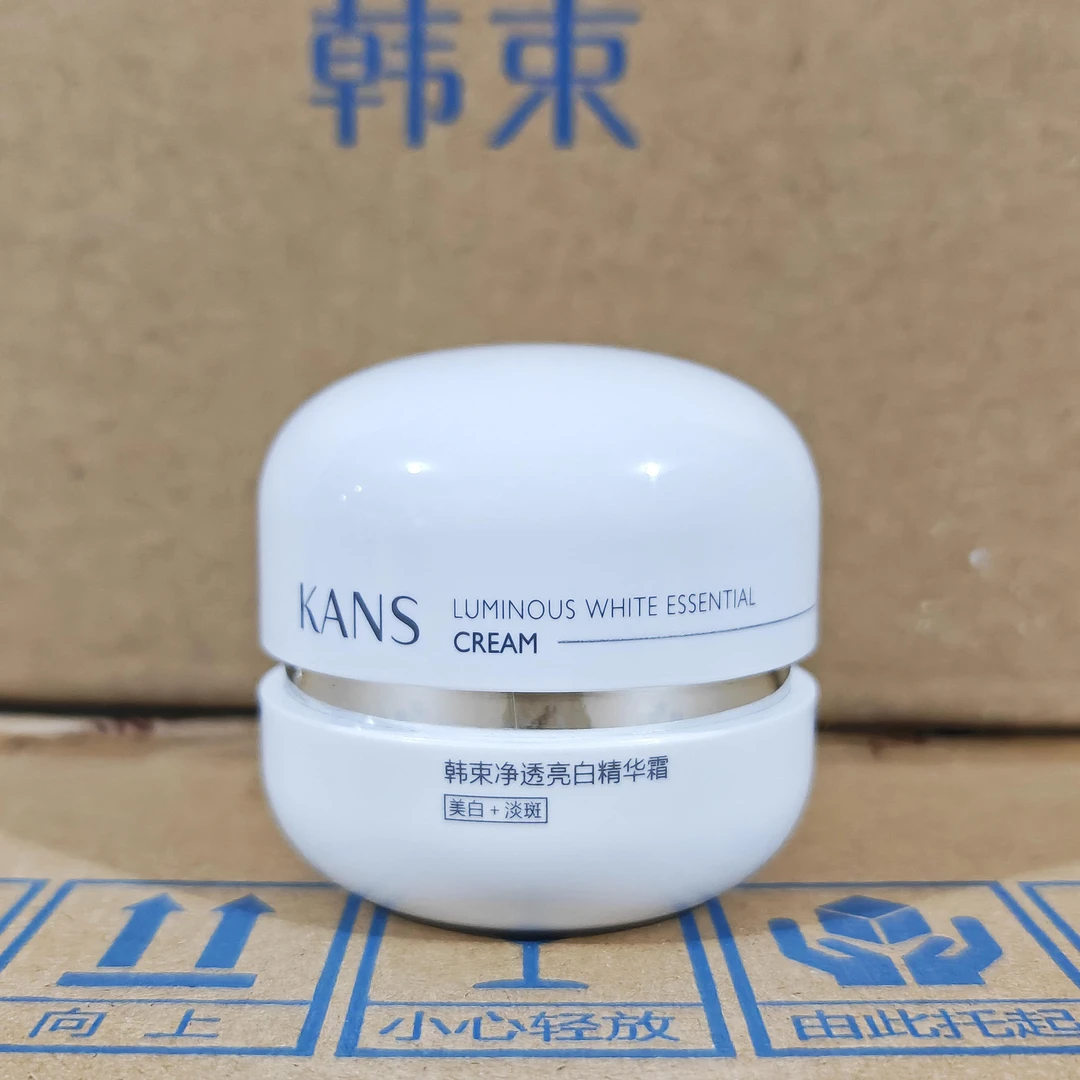 韩束
KANS
LUMINOUS WHITE ESSENTIAL
CREAM
韩束净透亮白精华霜
美白+淡斑
向上
小心轻放
由此托起